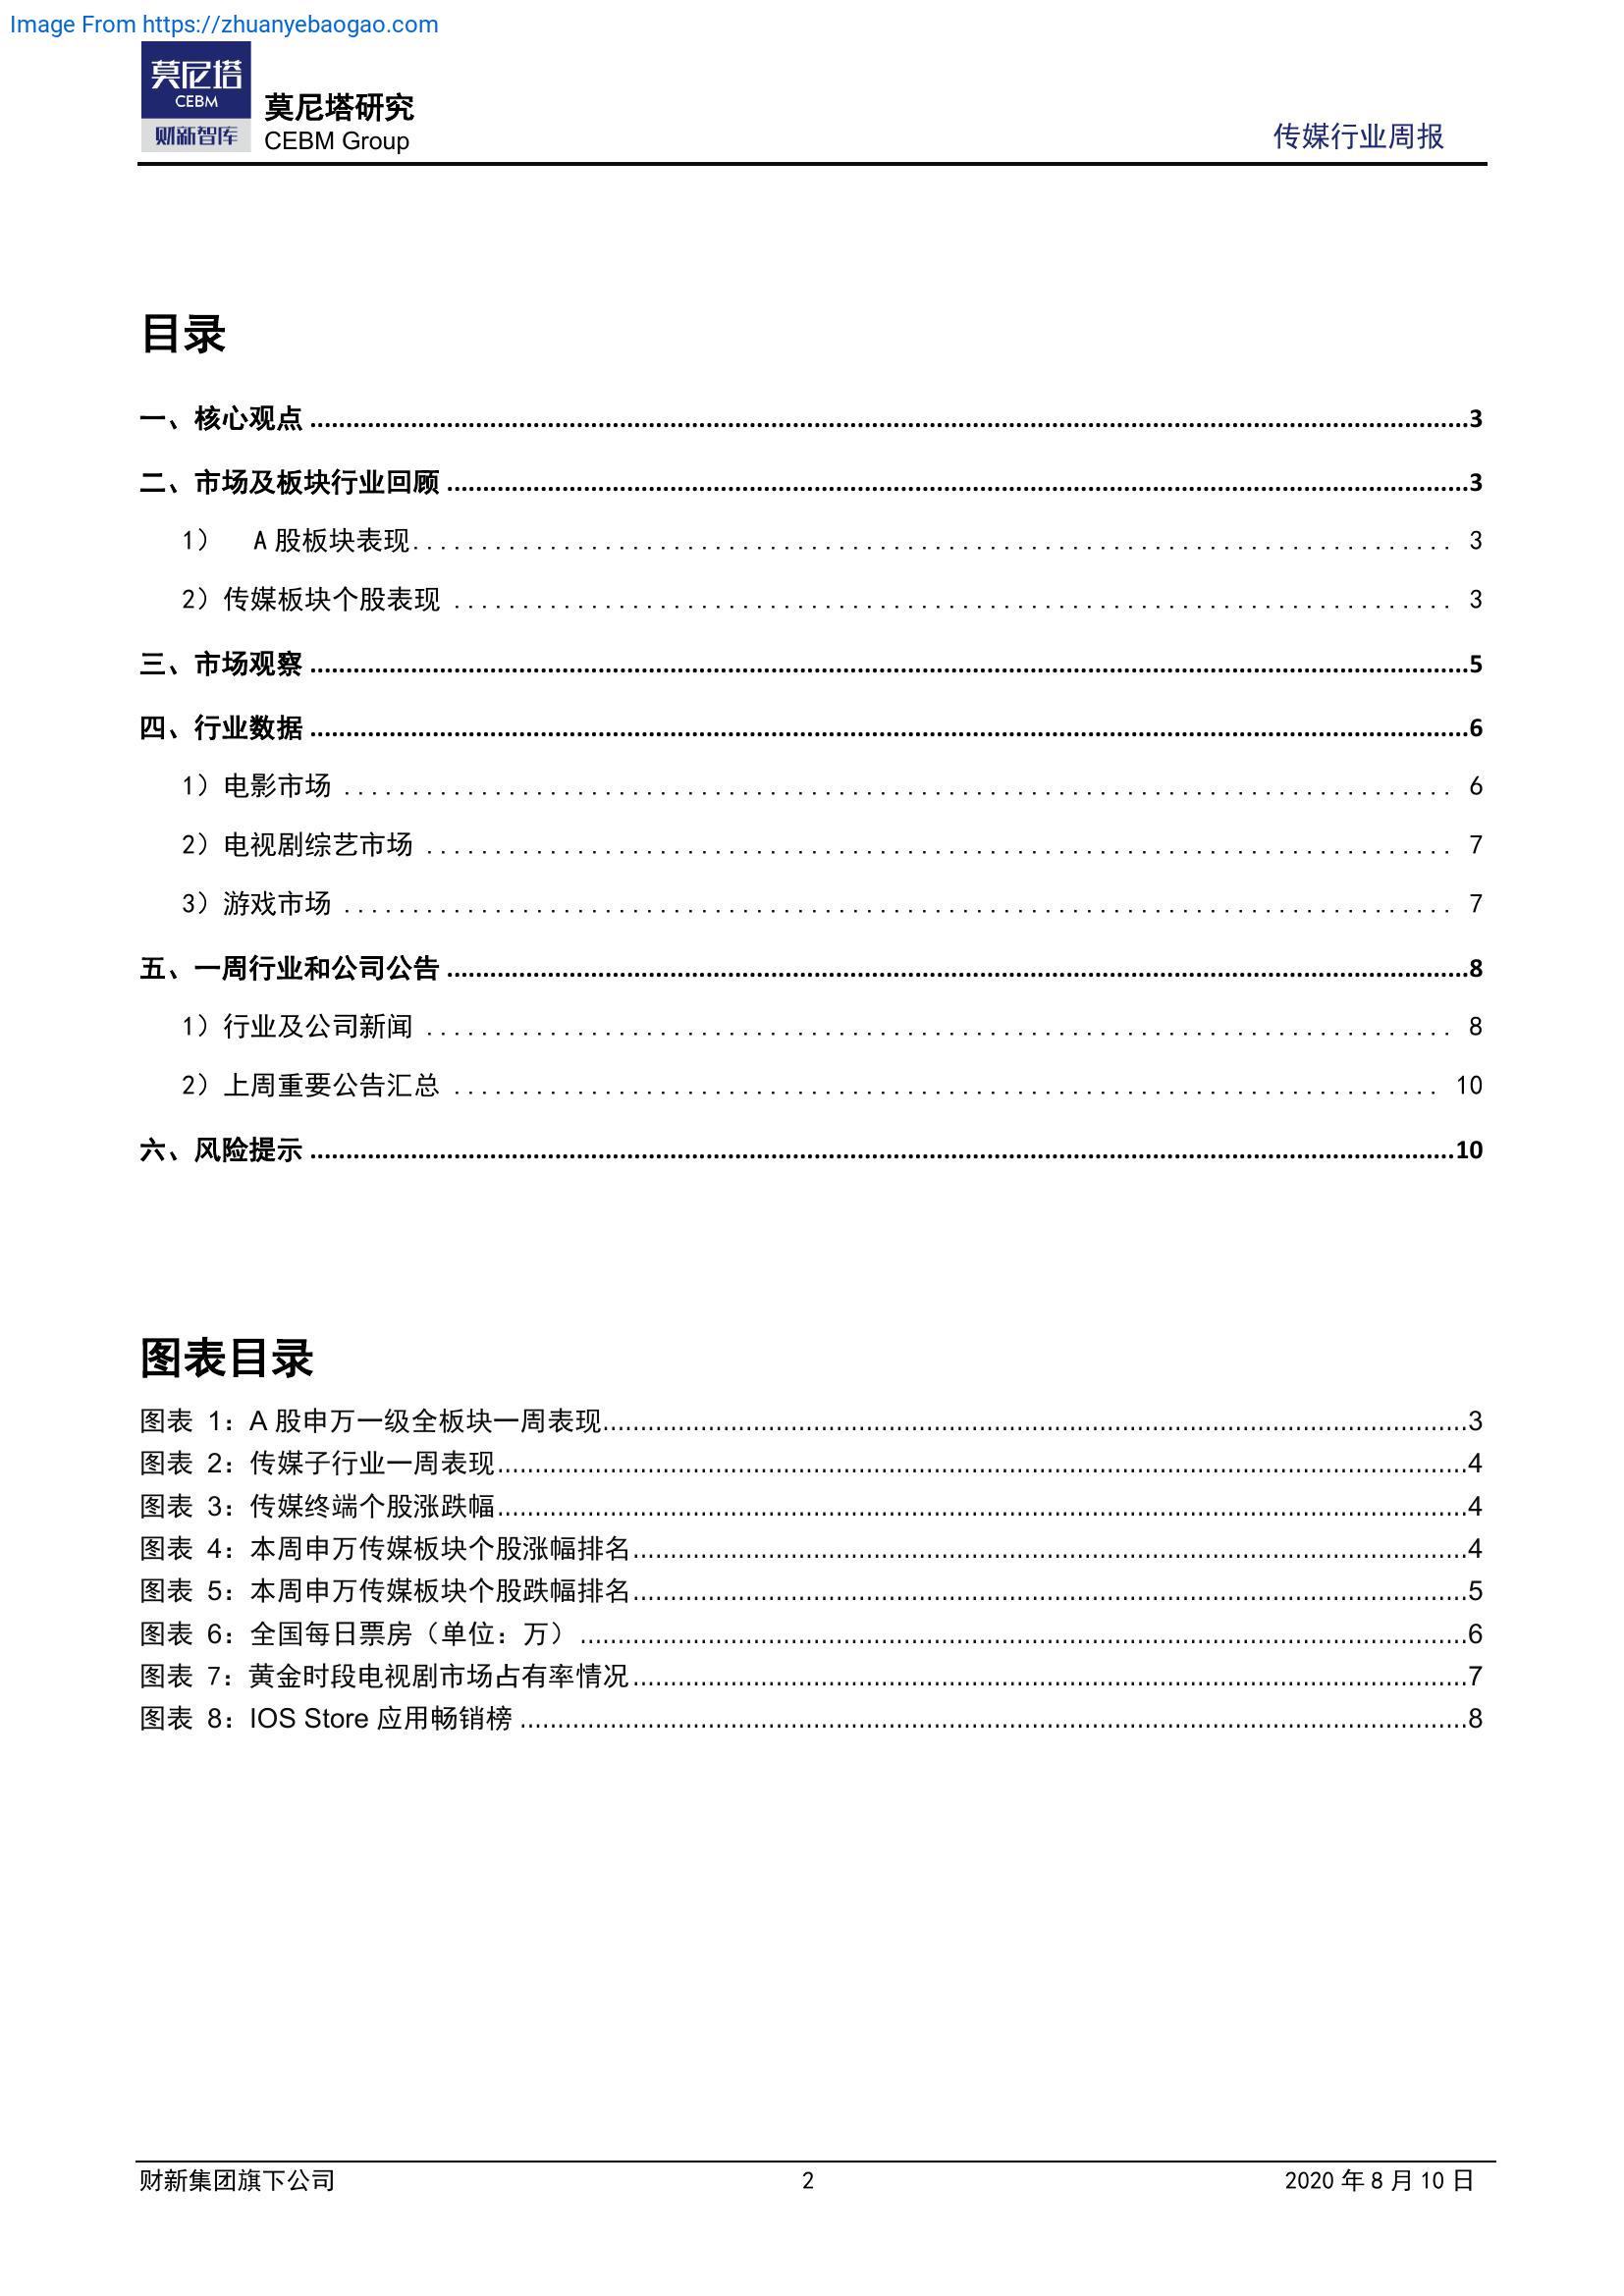 Image From https://zhuanyebaogao.com
莫尼塔
CEBM
财新智库
莫尼塔研究
CEBM Group
传媒行业周报
目录
一、核心观点 ........................................ 3
二、市场及板块行业回顾 ........................................ 3
1） A 股板块表现........................................ 3
2）传媒板块个股表现 ........................................ 3
三、市场观察 ........................................ 5
四、行业数据 ........................................ 6
1）电影市场 ........................................ 6
2）电视剧综艺市场 ........................................ 7
3）游戏市场 ........................................ 7
五、一周行业和公司公告 ........................................ 8
1）行业及公司新闻 ........................................ 8
2）上周重要公告汇总 ........................................ 10
六、风险提示 ........................................ 10
图表目录
图表 1：A 股申万一级全板块一周表现........................................3
图表 2：传媒子行业一周表现........................................4
图表 3：传媒终端个股涨跌幅........................................4
图表 4：本周申万传媒板块个股涨幅排名........................................4
图表 5：本周申万传媒板块个股跌幅排名........................................5
图表 6：全国每日票房（单位：万）........................................6
图表 7：黄金时段电视剧市场占有率情况........................................7
图表 8：IOS Store 应用畅销榜 ........................................8
财新集团旗下公司
2
2020 年 8 月 10 日